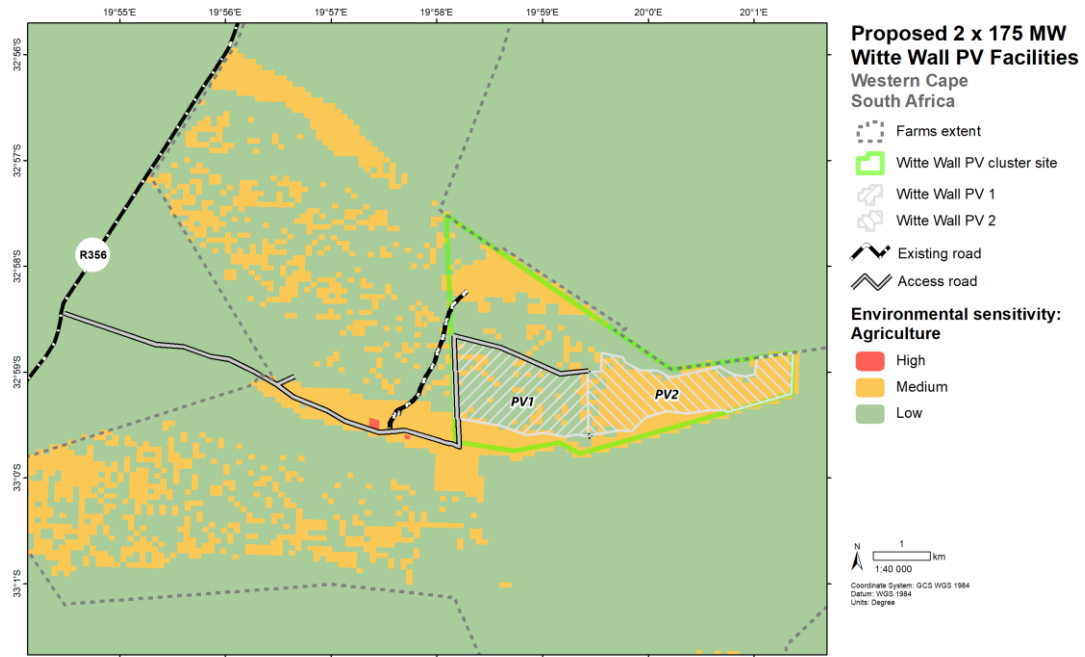 19°55'E 19°56'E 19°57'E 19°58'E 19°59'E 20°0'E 20°1'E
32°56'S
32°57'S
32°58'S
32°59'S
33°0'S
33°1'S
R356
PV1
PV2
Proposed 2 x 175 MW
Witte Wall PV Facilities
Western Cape
South Africa
Farms extent
Witte Wall PV cluster site
Witte Wall PV 1
Witte Wall PV 2
Existing road
Access road
Environmental sensitivity:
Agriculture
High
Medium
Low
N
1
km
1:40 000
Coordinate System: GCS WGS 1984
Datum: WGS 1984
Units: Degree